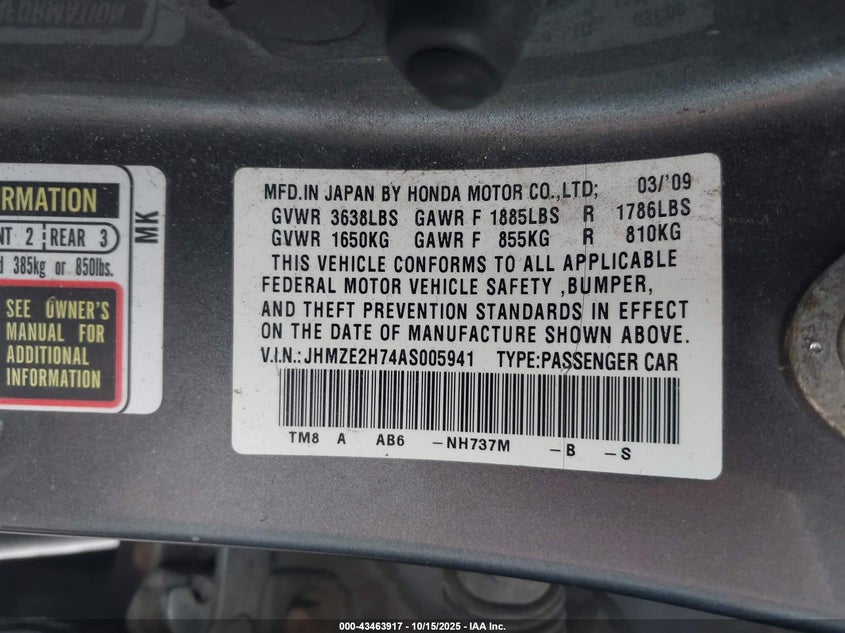 INFORMATION
RMATION
NT 2 REAR 3
385kg or 850lbs.
MK
SEE OWNER'S
MANUAL FOR
ADDITIONAL
INFORMATION
MFD.IN JAPAN BY HONDA MOTOR CO.,LTD; 03/'09
GVWR 3638LBS GAWR F 1885LBS R 1786LBS
GVWR 1650KG GAWR F 855KG R 810KG
THIS VEHICLE CONFORMS TO ALL APPLICABLE
FEDERAL MOTOR VEHICLE SAFETY ,BUMPER,
AND THEFT PREVENTION STANDARDS IN EFFECT
ON THE DATE OF MANUFACTURE SHOWN ABOVE.
V.I.N.:JHMZE2H74AS005941 TYPE:PASSENGER CAR
TM8 A AB6 -NH737M -B -S
000-43463917 - 10/15/2025 - IAA Inc.